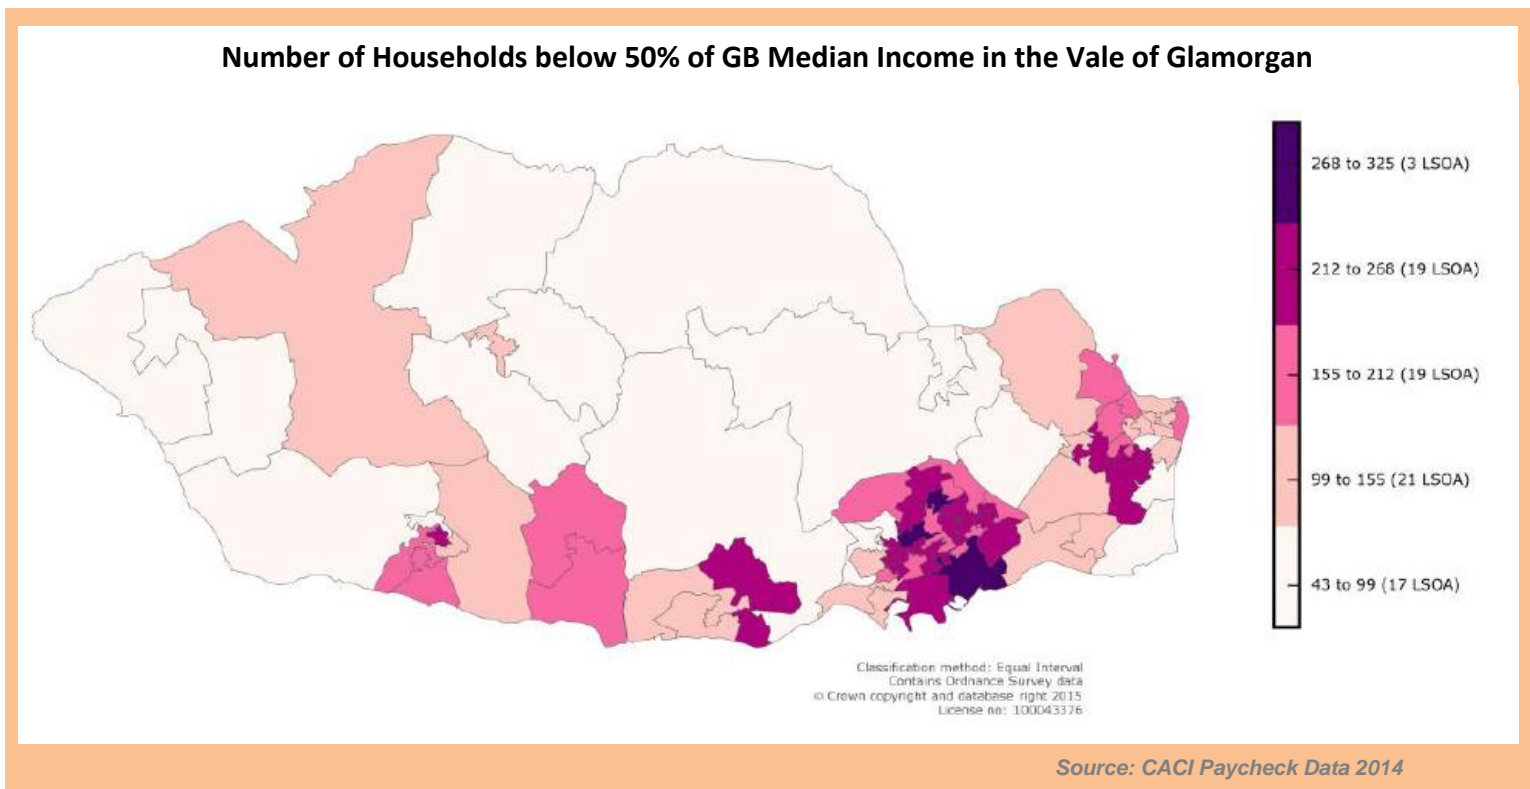 Number of Households below 50% of GB Median Income in the Vale of Glamorgan
268 to 325 (3 LSOA)
212 to 268 (19 LSOA)
155 to 212 (19 LSOA)
99 to 155 (21 LSOA)
43 to 99 (17 LSOA)
Classification method: Equal Interval
Contains Ordnance Survey data
© Crown copyright and database right 2015
License no: 100043376
Source: CACI Paycheck Data 2014